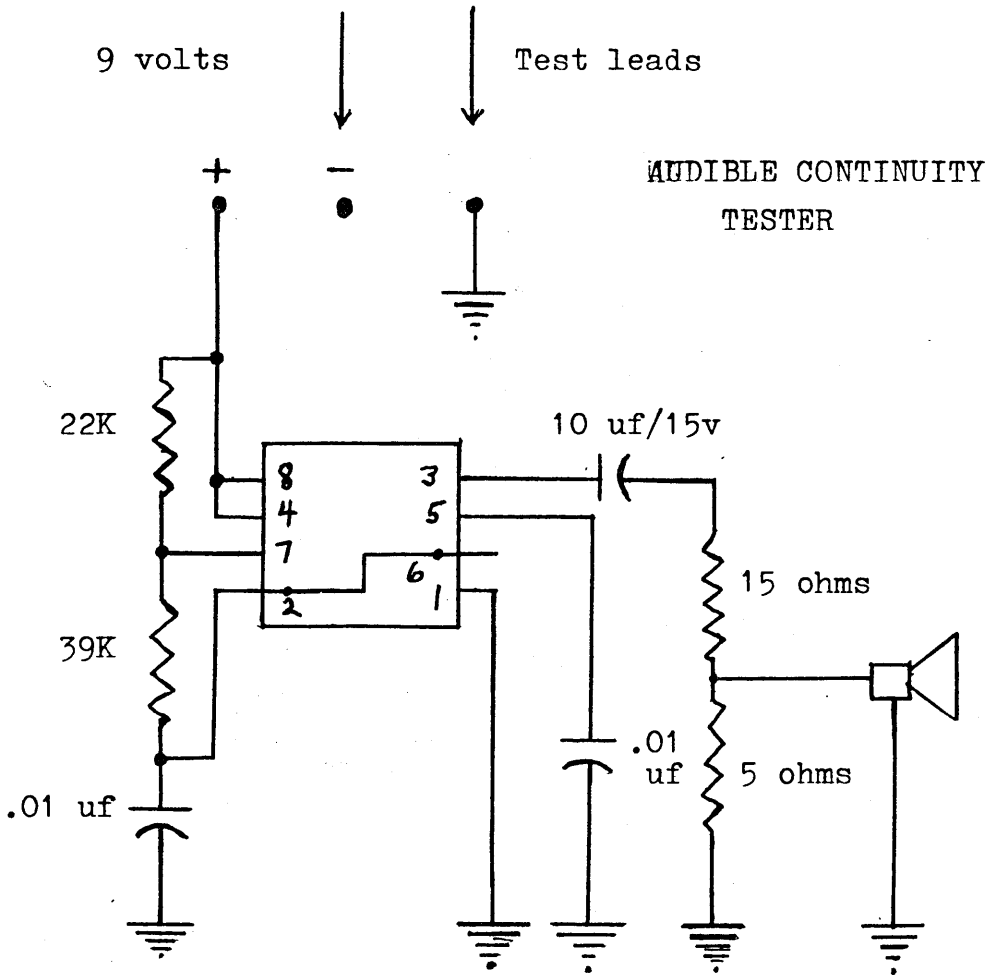 9 volts
Test leads
+
−
AUDIBLE CONTINUITY
TESTER
22K
10 uf/15v
8
3
4
5
7
6
2
1
15 ohms
39K
.01
uf
5 ohms
.01 uf